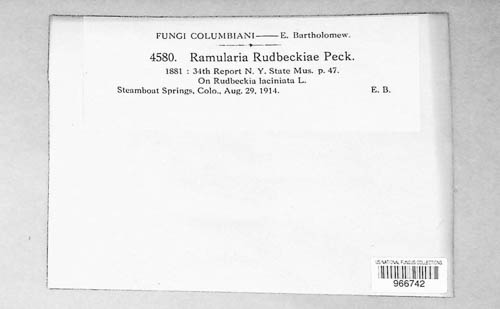 FUNGI COLUMBIANI——E. Bartholomew.
4580. Ramularia Rudbeckiae Peck.
1881 : 34th Report N. Y. State Mus. p. 47.
On Rudbeckia laciniata L.
Steamboat Springs, Colo., Aug. 29, 1914. E. B.
US NATIONAL FUNGUS COLLECTIONS
966742